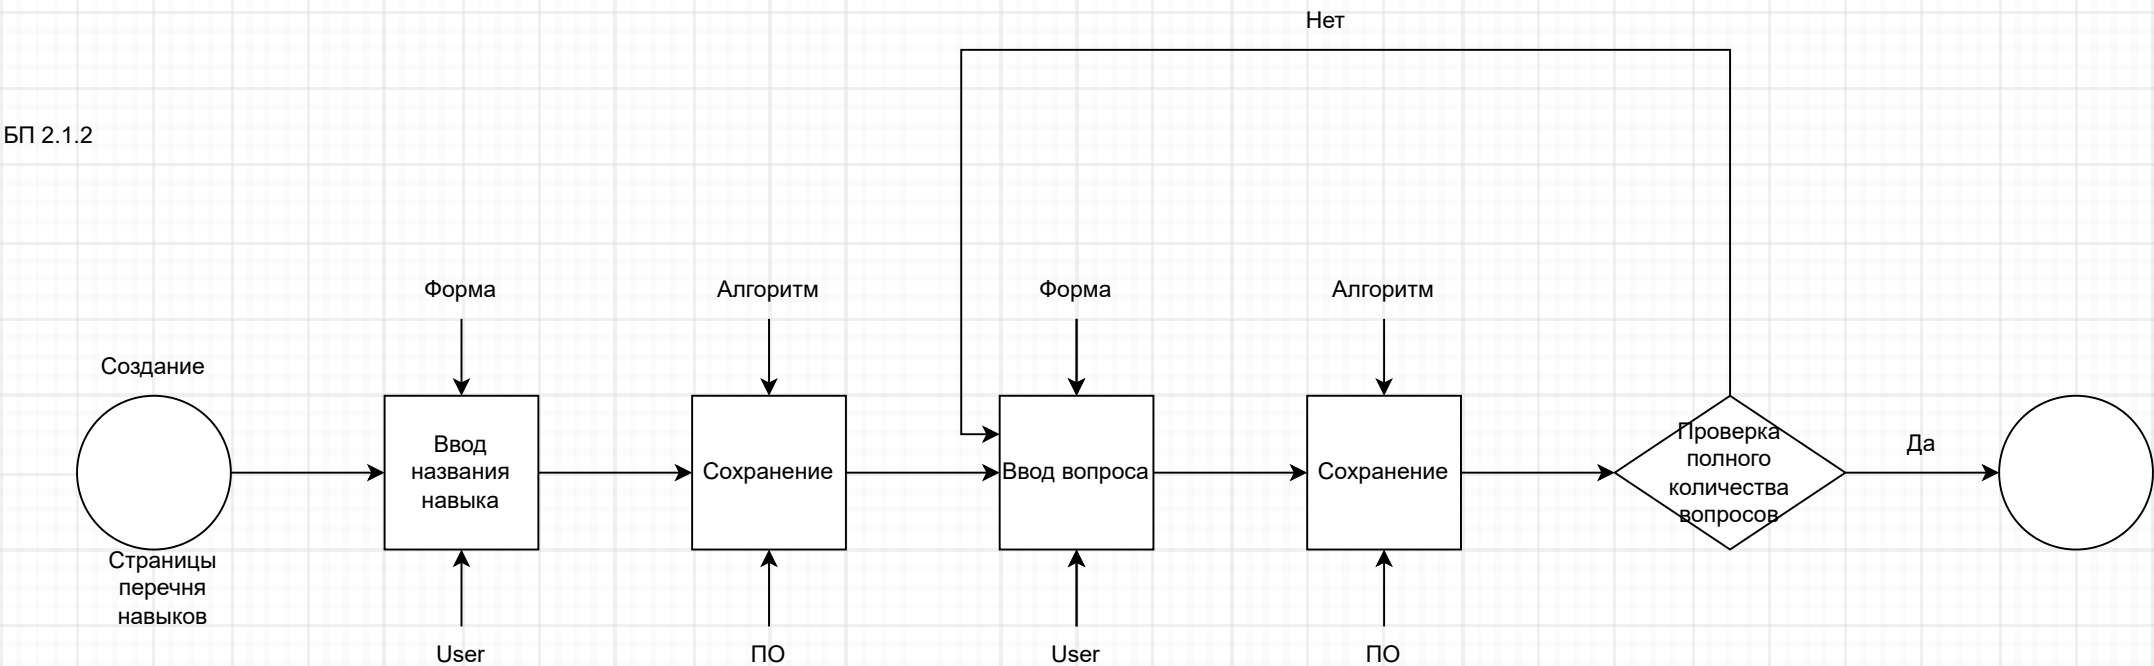 Нет
БП 2.1.2
Форма
Алгоритм
Форма
Алгоритм
Создание
Ввод
названия
навыка
Сохранение
Ввод вопроса
Сохранение
Проверка
полного
количества
вопросов
Да
Страницы
перечня
навыков
User
ПО
User
ПО